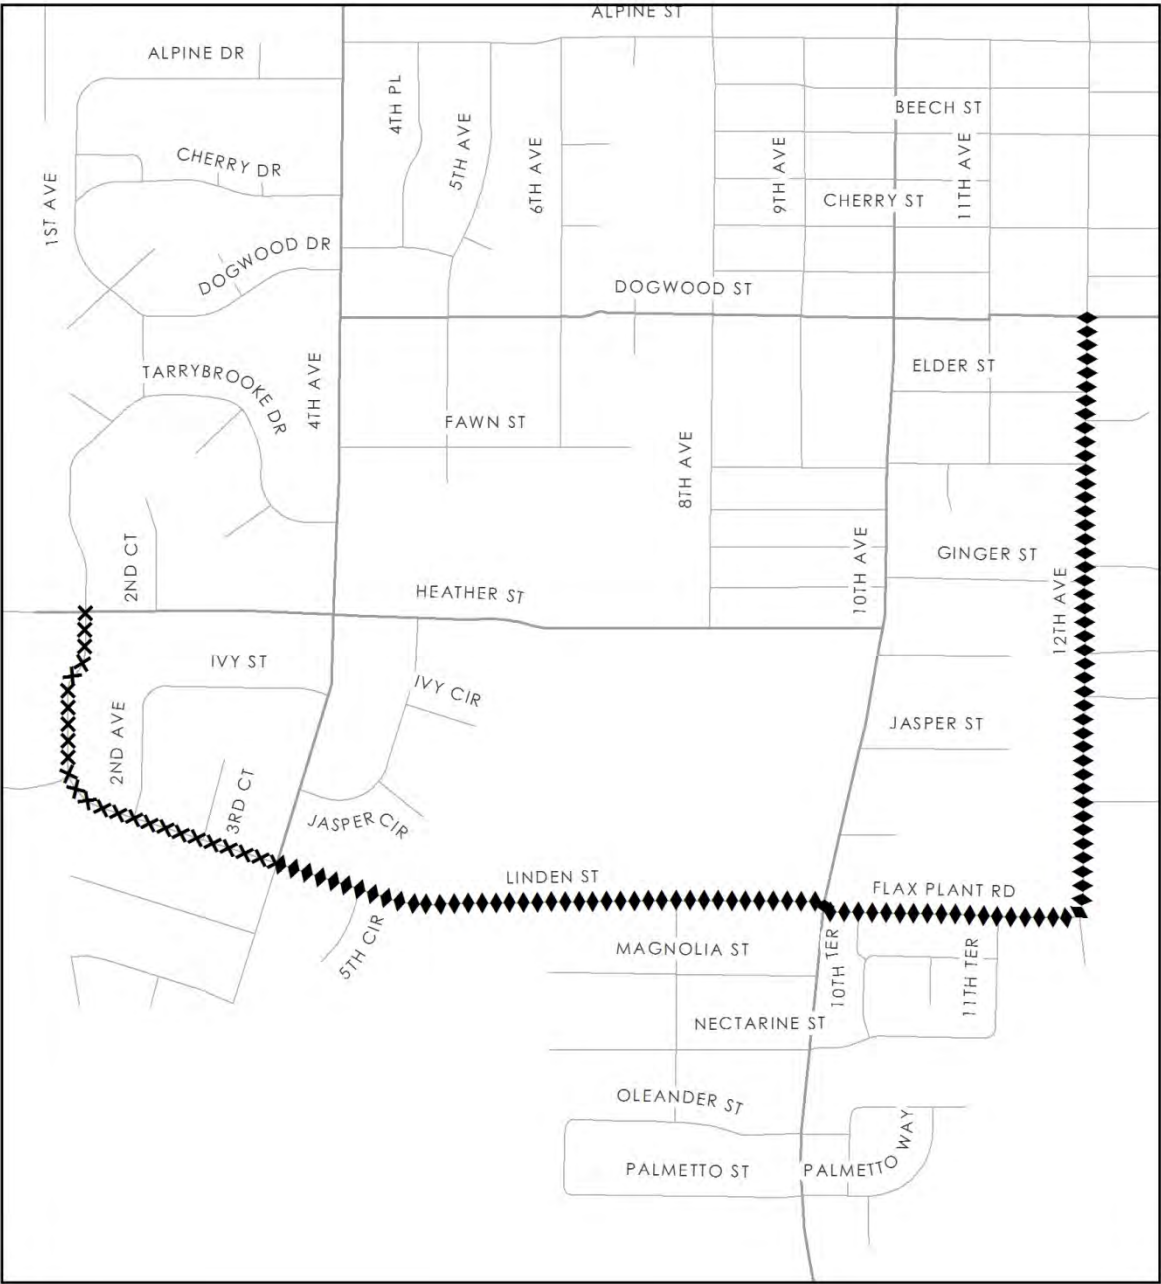 ALPINE ST
ALPINE DR
4TH PL
BEECH ST
5TH AVE
6TH AVE
9TH AVE
11TH AVE
CHERRY DR
1ST AVE
CHERRY ST
DOGWOOD DR
DOGWOOD ST
TARRYBROOKE DR
4TH AVE
ELDER ST
FAWN ST
8TH AVE
2ND CT
10TH AVE
GINGER ST
HEATHER ST
12TH AVE
IVY ST
IVY CIR
2ND AVE
JASPER ST
3RD CT
JASPER CIR
LINDEN ST
FLAX PLANT RD
5TH CIR
MAGNOLIA ST
10TH TER
11TH TER
NECTARINE ST
OLEANDER ST
PALMETTO ST
PALMETTO WAY